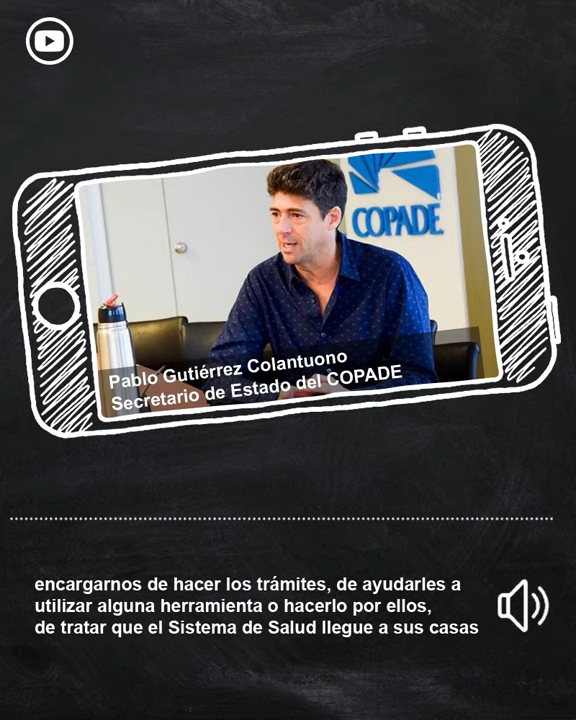 COPADE
Pablo Gutiérrez Colantuono
Secretario de Estado del COPADE
encargarnos de hacer los trámites, de ayudarles a
utilizar alguna herramienta o hacerlo por ellos,
de tratar que el Sistema de Salud llegue a sus casas